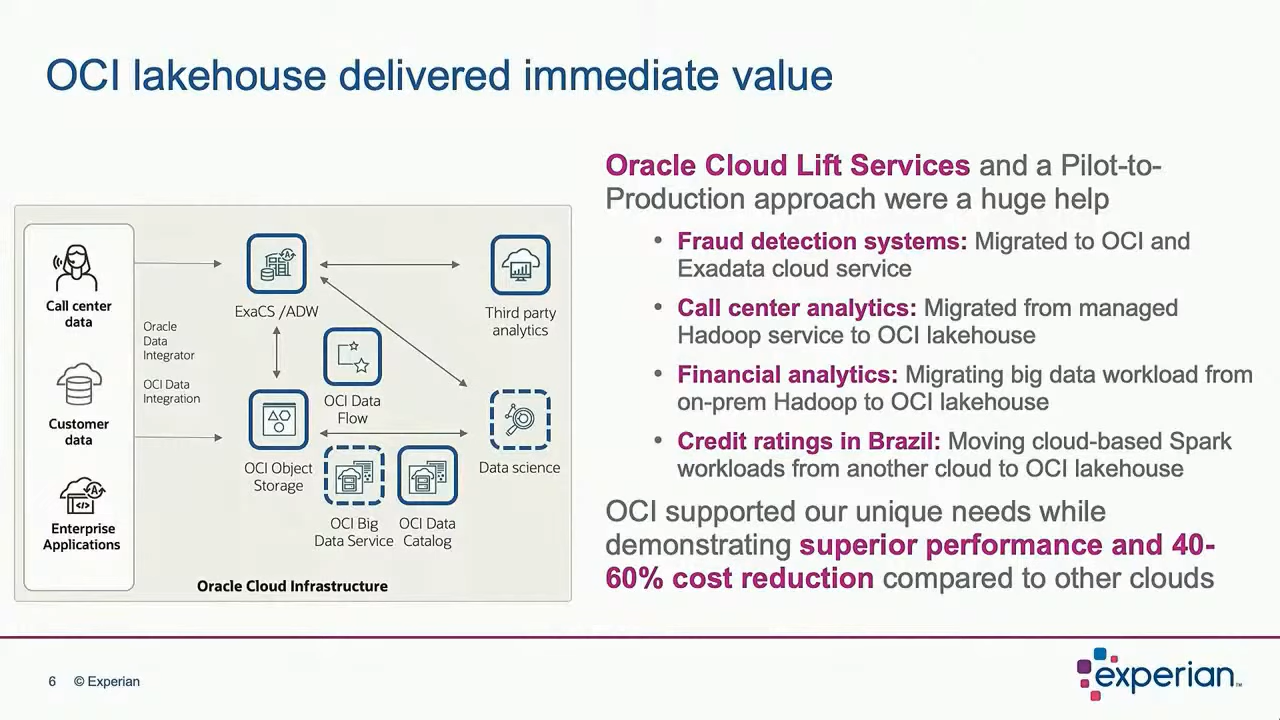 OCI lakehouse delivered immediate value
Call center
data
Customer
data
Enterprise
Applications
Oracle
Data
Integrator
OCI Data
Integration
ExaCS /ADW
Third party
analytics
OCI Data
Flow
OCI Object
Storage
Data science
OCI Big
Data Service
OCI Data
Catalog
Oracle Cloud Infrastructure
Oracle Cloud Lift Services and a Pilot-to-
Production approach were a huge help
• Fraud detection systems: Migrated to OCI and
Exadata cloud service
• Call center analytics: Migrated from managed
Hadoop service to OCI lakehouse
• Financial analytics: Migrating big data workload from
on-prem Hadoop to OCI lakehouse
• Credit ratings in Brazil: Moving cloud-based Spark
workloads from another cloud to OCI lakehouse
OCI supported our unique needs while
demonstrating superior performance and 40-
60% cost reduction compared to other clouds
6 © Experian
experian™